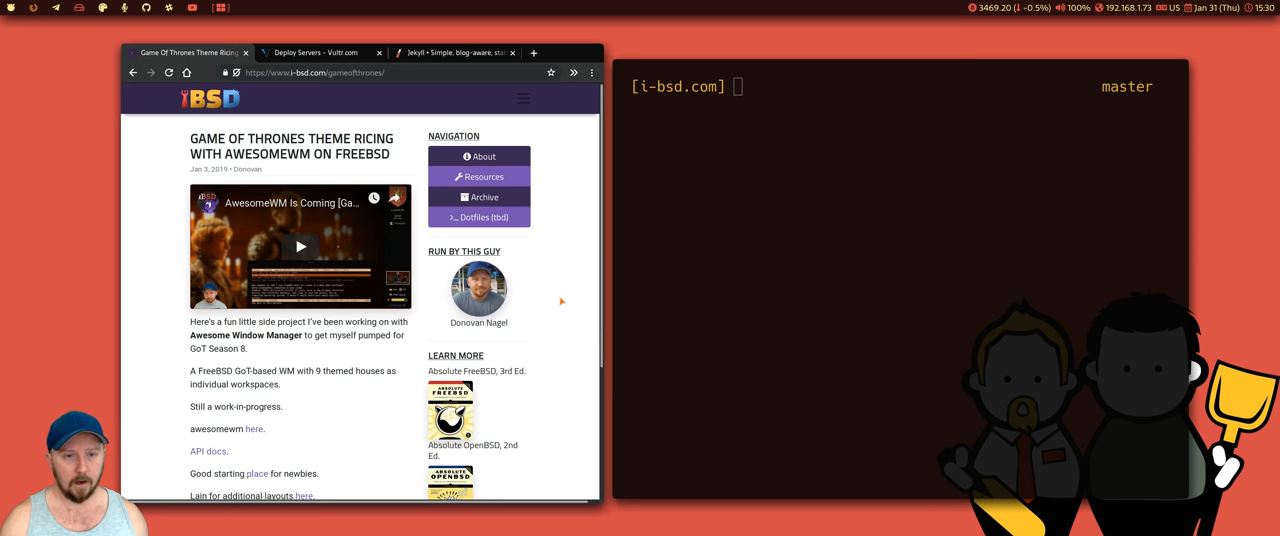 3469.20 ( -0.5%) 100% 192.168.1.73 US Jan 31 (Thu) 15:30
Game Of Thrones Theme Ricing
Deploy Servers - Vultr.com
Jekyll • Simple, blog-aware, stat
https://www.i-bsd.com/gameofthrones/
iBSD
GAME OF THRONES THEME RICING
WITH AWESOMEWM ON FREEBSD
Jan 3, 2019 • Donovan
iBSD
AwesomeWM Is Coming [Ga...
Here's a fun little side project I've been working on with
Awesome Window Manager to get myself pumped for
GoT Season 8.
A FreeBSD GoT-based WM with 9 themed houses as
individual workspaces.
Still a work-in-progress.
awesomewm here.
API docs.
Good starting place for newbies.
Lain for additional layouts here.
NAVIGATION
About
Resources
Archive
Dotfiles (tbd)
RUN BY THIS GUY
Donovan Nagel
LEARN MORE
Absolute FreeBSD, 3rd Ed.
ABSOLUTE
FREEBSD
Absolute OpenBSD, 2nd
Ed.
ABSOLUTE
OPENBSD
[i-bsd.com]
master